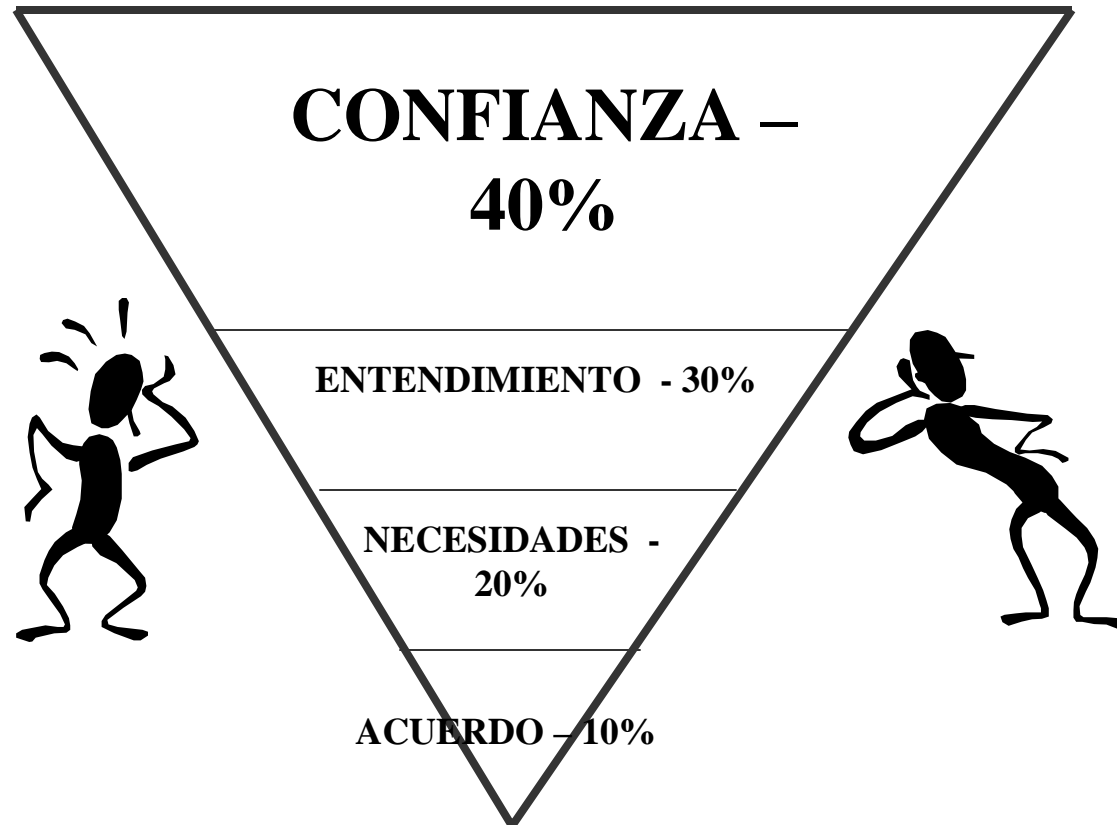 CONFIANZA –
40%
ENTENDIMIENTO - 30%
NECESIDADES -
20%
ACUERDO – 10%